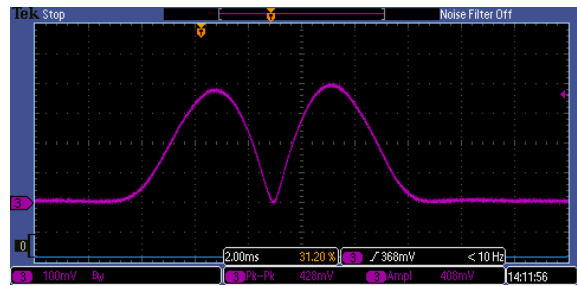 Tek Stop Noise Filter Off
3
0
2.00ms 31.20 % 3 368mV < 10 Hz
3 100mV Bw 3 Pk-Pk 428mV 3 Ampl 408mV 14:11:56